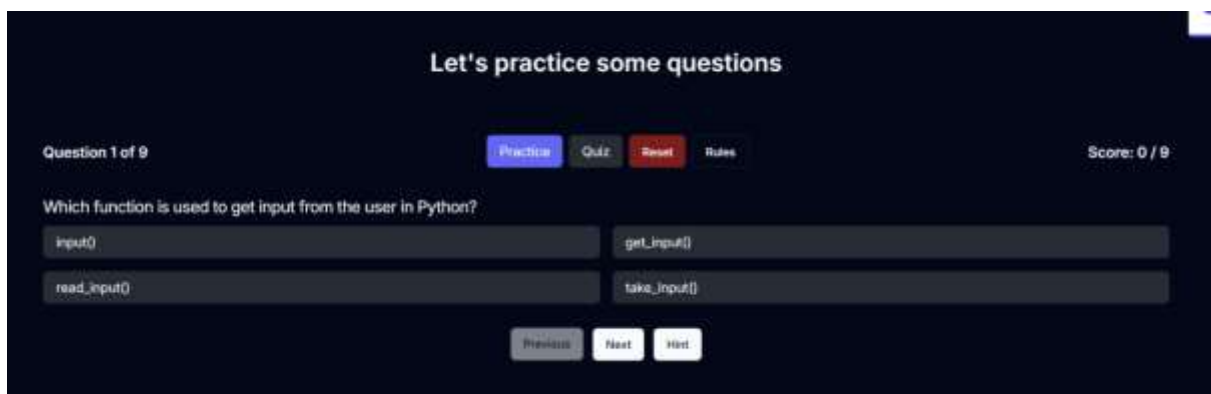 Let's practice some questions
Question 1 of 9 Practice Quiz Reset Rules Score: 0 / 9
Which function is used to get input from the user in Python?
input() get_input()
read_input() take_input()
Previous Next Hint